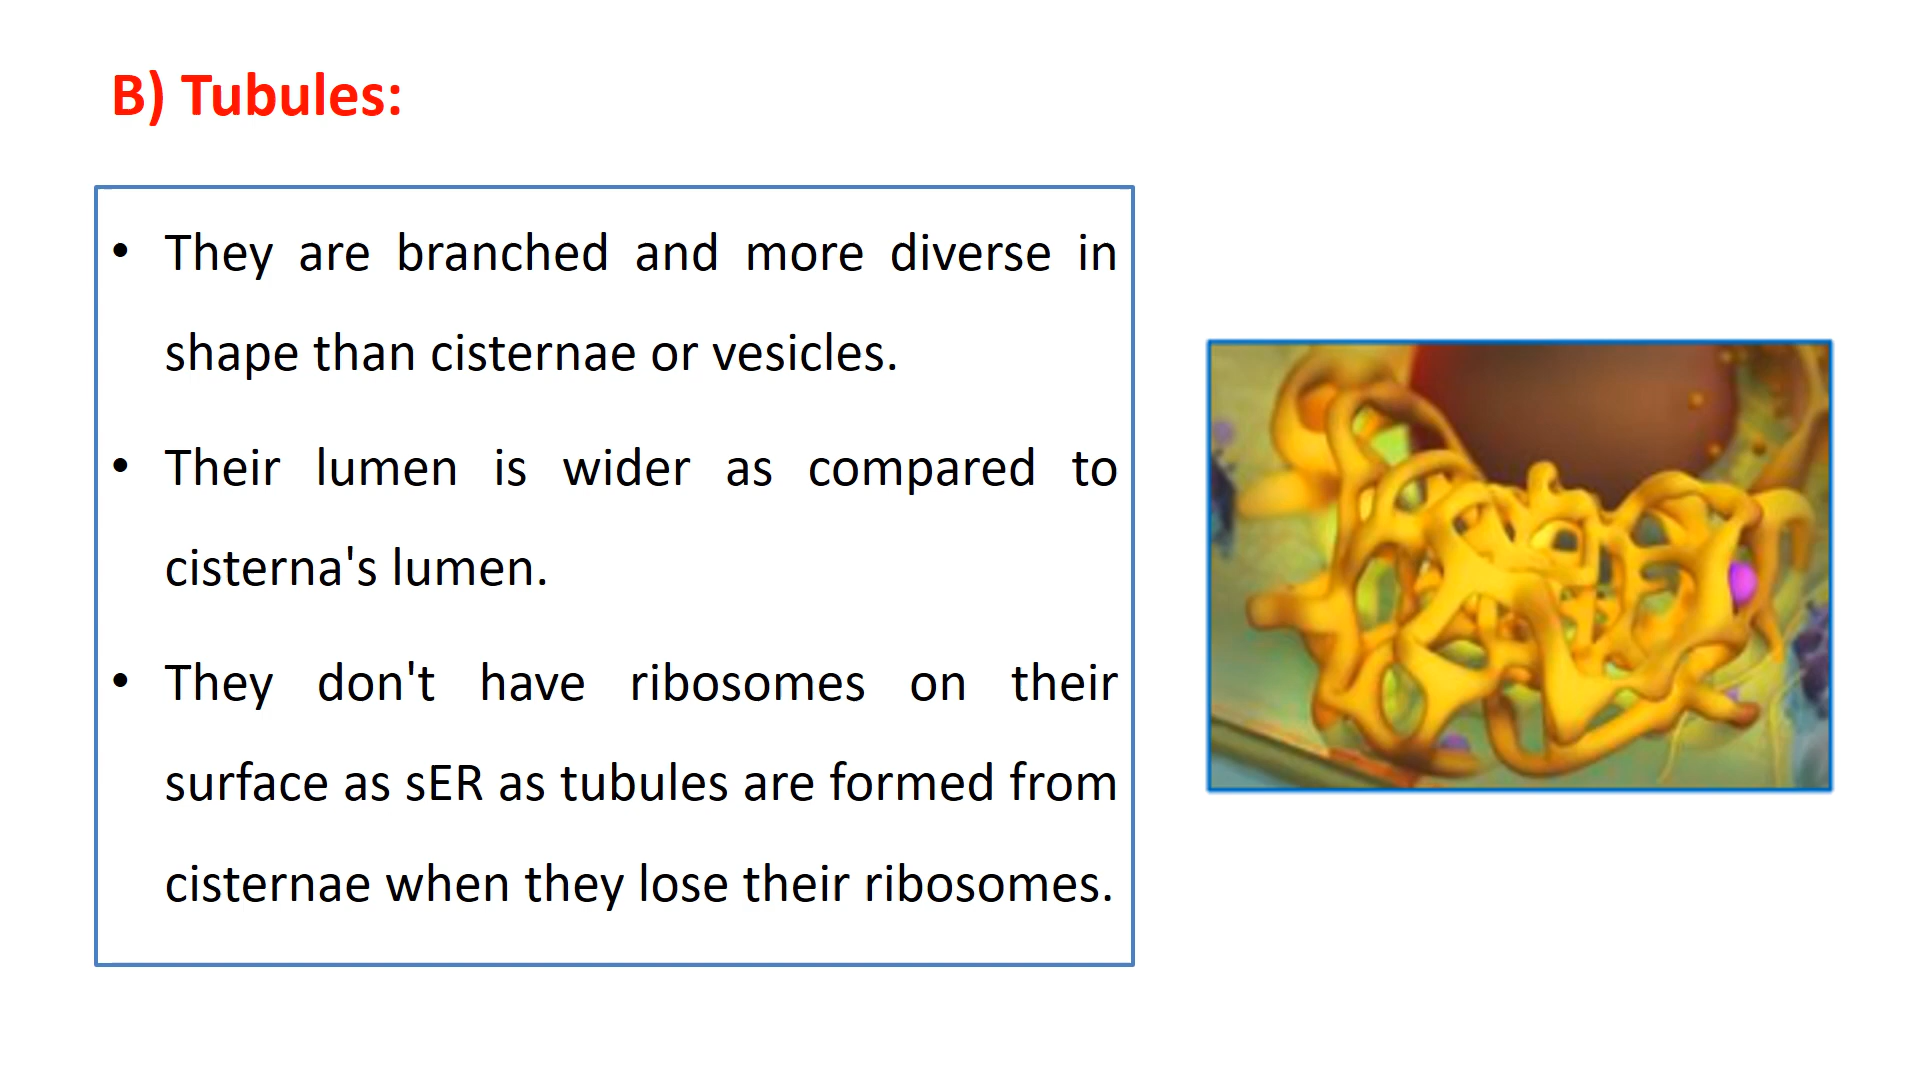 B) Tubules:
• They are branched and more diverse in
shape than cisternae or vesicles.
• Their lumen is wider as compared to
cisterna's lumen.
• They don't have ribosomes on their
surface as sER as tubules are formed from
cisternae when they lose their ribosomes.